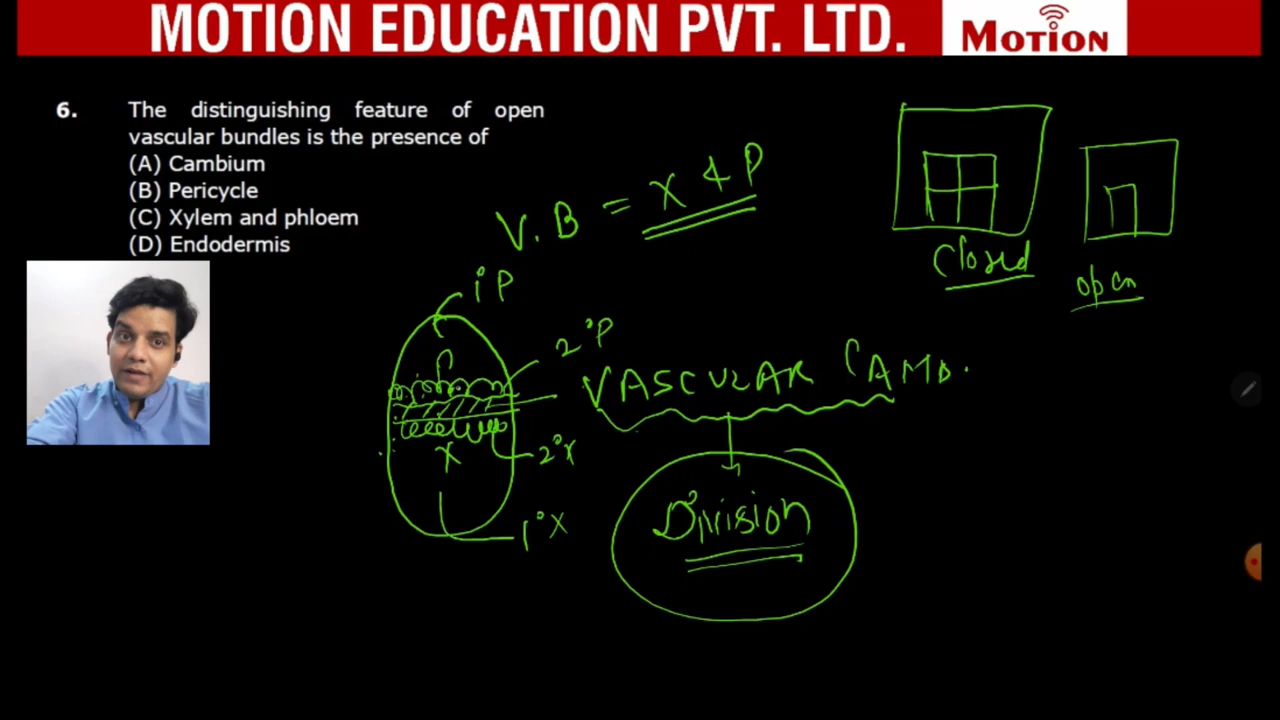 MOTION EDUCATION PVT. LTD.
MOTION
6. The distinguishing feature of open
vascular bundles is the presence of
(A) Cambium
(B) Pericycle
(C) Xylem and phloem
(D) Endodermis
V.B = X & P
Closed
open
1°P
2°P
VASCULAR CAMB.
P
X
2°X
1°X
Division